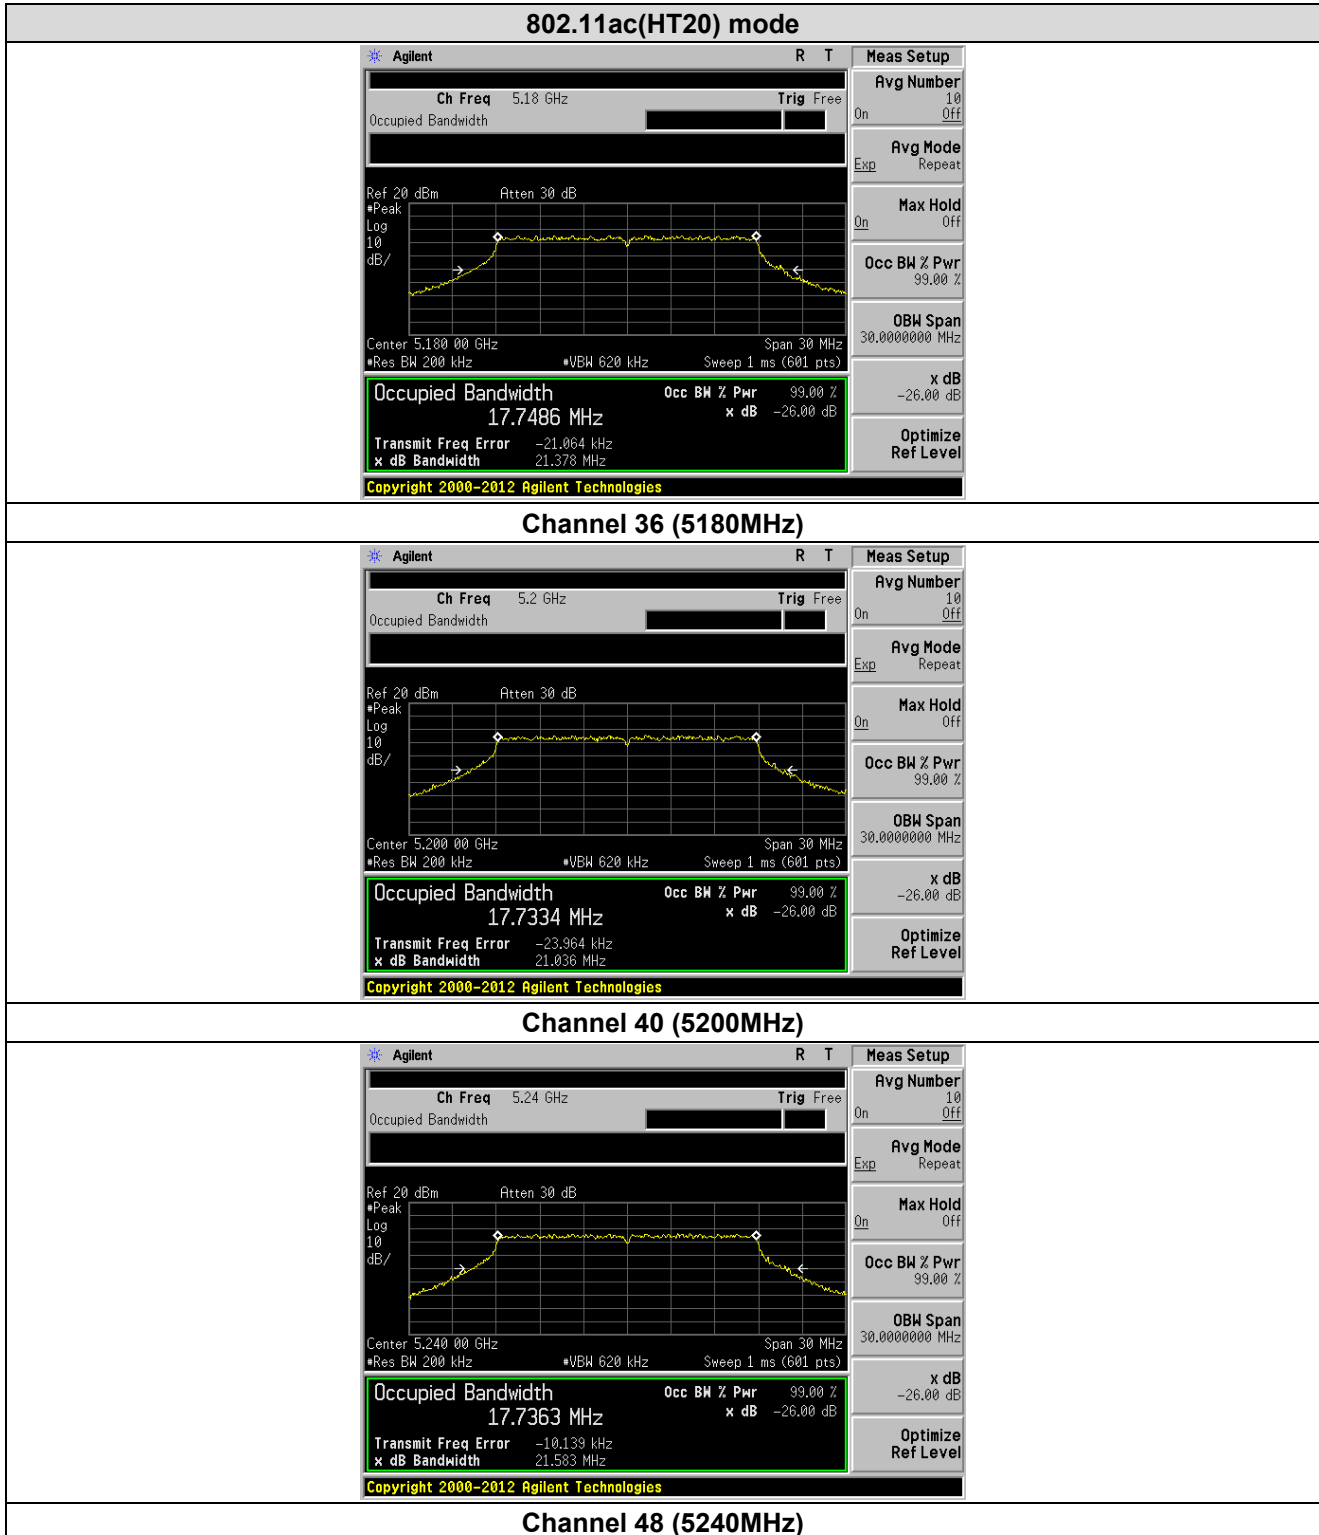 802.11ac(HT20) mode
Agilent R T Meas Setup
Ch Freq 5.18 GHz Trig Free
Occupied Bandwidth
Avg Number
10
On Off
Avg Mode
Exp Repeat
Max Hold
On Off
Occ BW % Pwr
99.00 %
OBW Span
30.0000000 MHz
x dB
-26.00 dB
Optimize
Ref Level
Ref 20 dBm Atten 30 dB
#Peak
Log
10
dB/
Center 5.180 00 GHz Span 30 MHz
#Res BW 200 kHz #VBW 620 kHz Sweep 1 ms (601 pts)
Occupied Bandwidth Occ BW % Pwr 99.00 %
17.7486 MHz x dB -26.00 dB
Transmit Freq Error -21.064 kHz
x dB Bandwidth 21.378 MHz
Copyright 2000-2012 Agilent Technologies
Channel 36 (5180MHz)
Agilent R T Meas Setup
Ch Freq 5.2 GHz Trig Free
Occupied Bandwidth
Avg Number
10
On Off
Avg Mode
Exp Repeat
Max Hold
On Off
Occ BW % Pwr
99.00 %
OBW Span
30.0000000 MHz
x dB
-26.00 dB
Optimize
Ref Level
Ref 20 dBm Atten 30 dB
#Peak
Log
10
dB/
Center 5.200 00 GHz Span 30 MHz
#Res BW 200 kHz #VBW 620 kHz Sweep 1 ms (601 pts)
Occupied Bandwidth Occ BW % Pwr 99.00 %
17.7334 MHz x dB -26.00 dB
Transmit Freq Error -23.964 kHz
x dB Bandwidth 21.036 MHz
Copyright 2000-2012 Agilent Technologies
Channel 40 (5200MHz)
Agilent R T Meas Setup
Ch Freq 5.24 GHz Trig Free
Occupied Bandwidth
Avg Number
10
On Off
Avg Mode
Exp Repeat
Max Hold
On Off
Occ BW % Pwr
99.00 %
OBW Span
30.0000000 MHz
x dB
-26.00 dB
Optimize
Ref Level
Ref 20 dBm Atten 30 dB
#Peak
Log
10
dB/
Center 5.240 00 GHz Span 30 MHz
#Res BW 200 kHz #VBW 620 kHz Sweep 1 ms (601 pts)
Occupied Bandwidth Occ BW % Pwr 99.00 %
17.7363 MHz x dB -26.00 dB
Transmit Freq Error -10.139 kHz
x dB Bandwidth 21.583 MHz
Copyright 2000-2012 Agilent Technologies
Channel 48 (5240MHz)